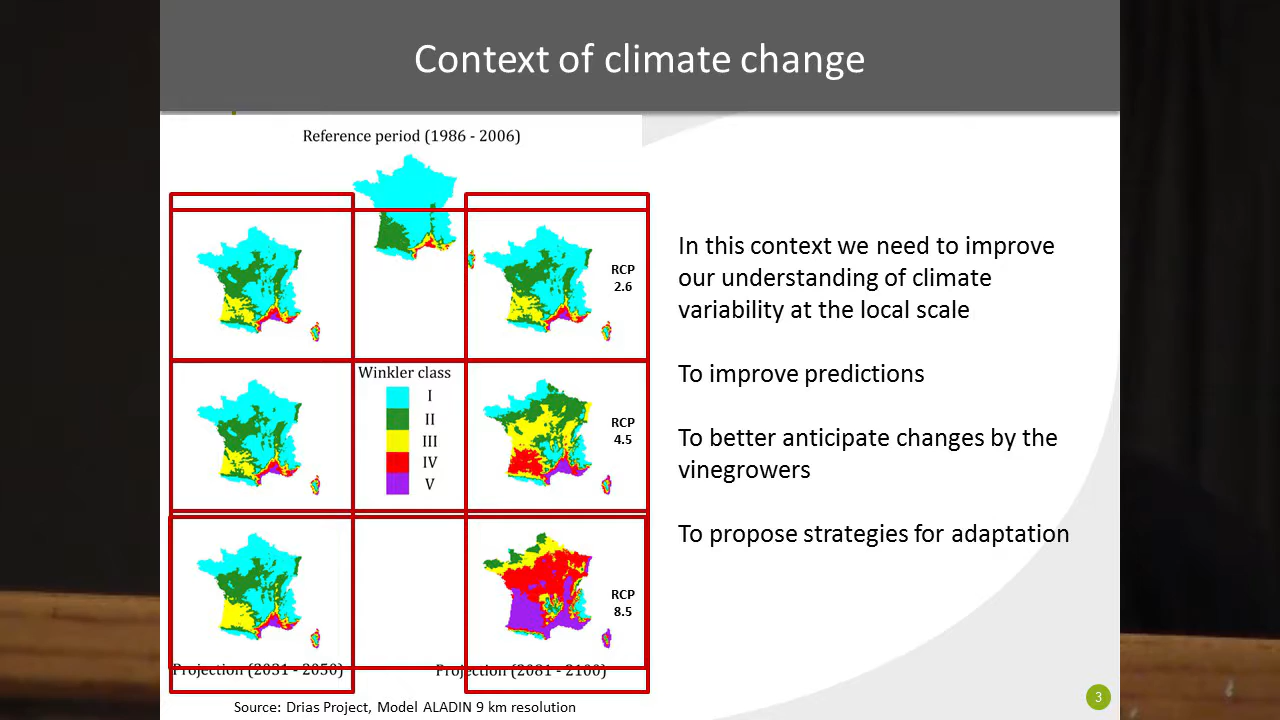 Context of climate change
Reference period (1986 - 2006)
RCP
2.6
Winkler class
I
II
III
IV
V
RCP
4.5
RCP
8.5
Projection (2031 - 2050)
Projection (2081 - 2100)
Source: Drias Project, Model ALADIN 9 km resolution
In this context we need to improve
our understanding of climate
variability at the local scale
To improve predictions
To better anticipate changes by the
vinegrowers
To propose strategies for adaptation
3